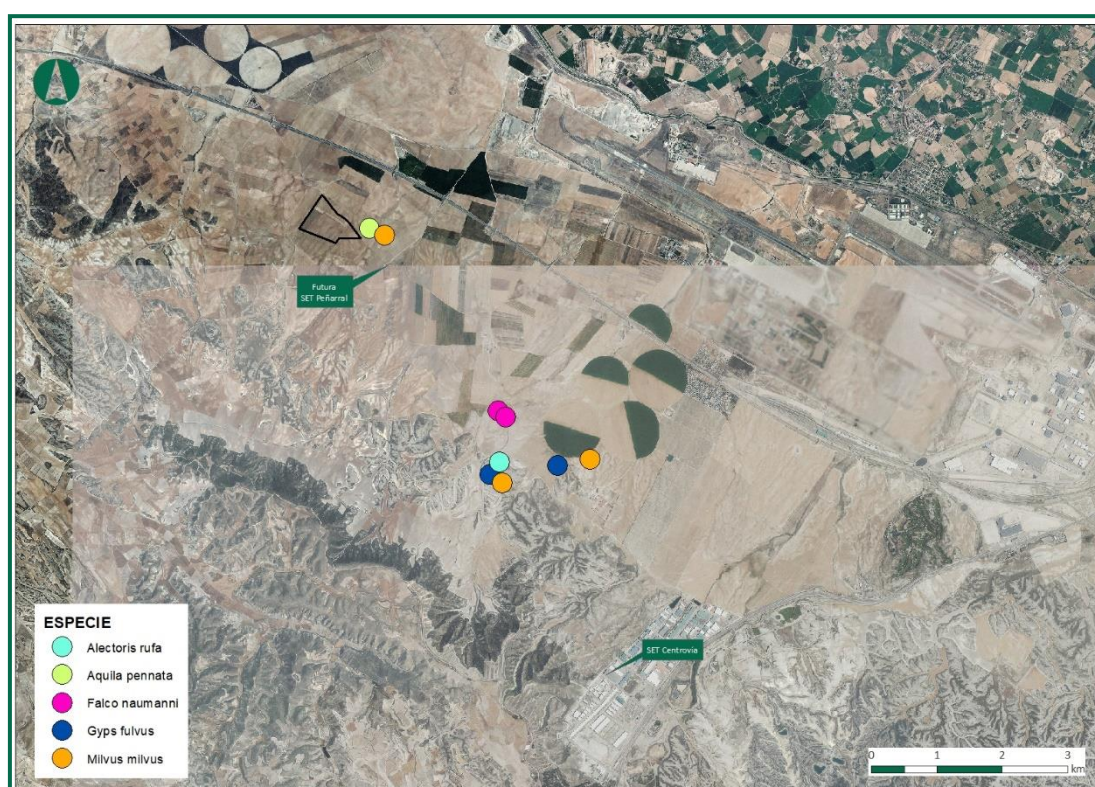 Futura
SET Peñarral
SET Centrovía
ESPECIE
Alectoris rufa
Aquila pennata
Falco naumanni
Gyps fulvus
Milvus milvus
0 1 2 3
km